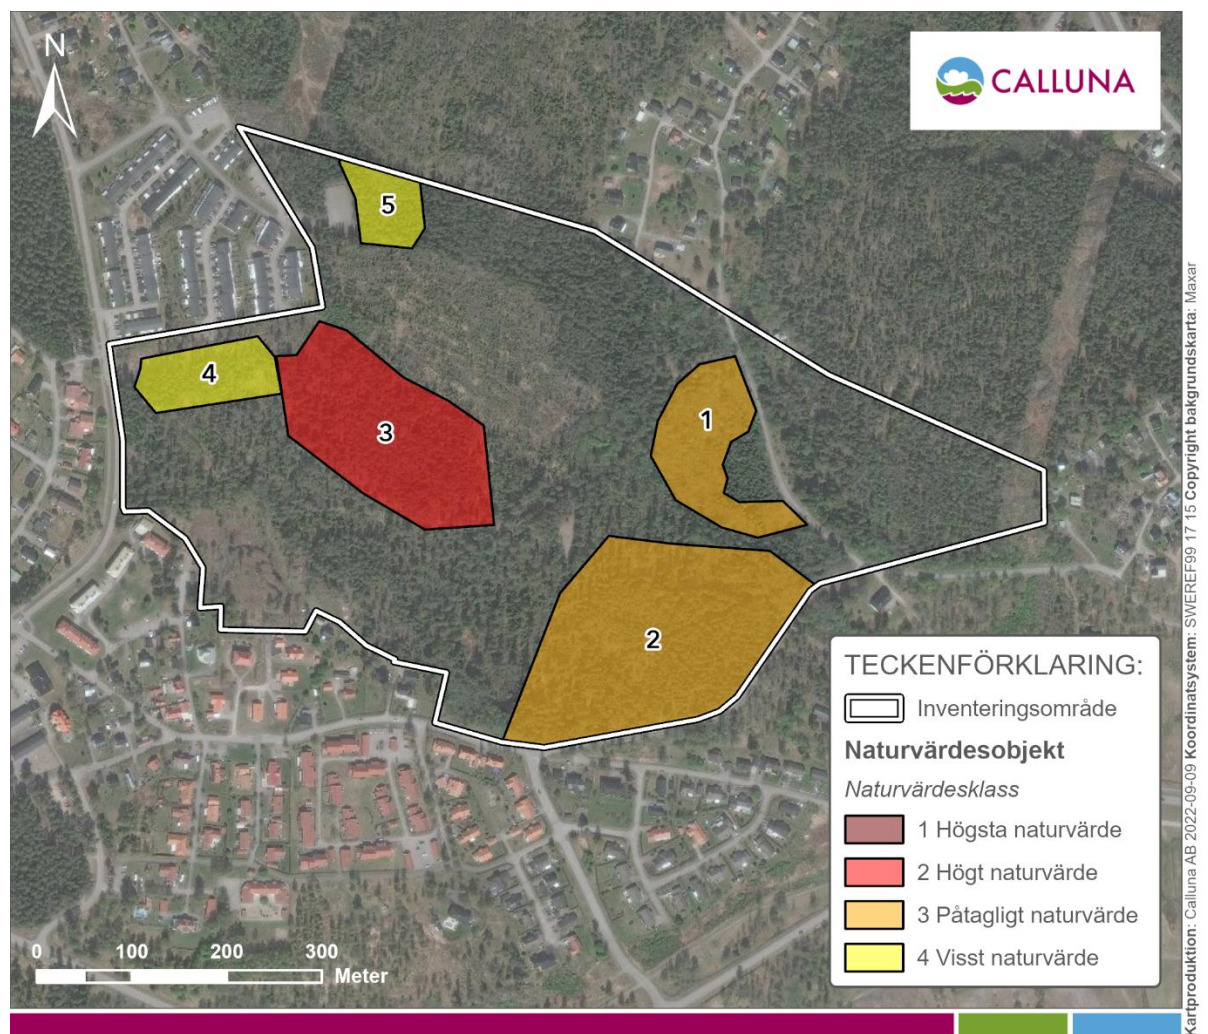 N
CALLUNA
5
4
3
1
2
TECKENFÖRKLARING:
Inventeringsområde
Naturvärdesobjekt
Naturvärdesklass
1 Högsta naturvärde
2 Högt naturvärde
3 Påtagligt naturvärde
4 Visst naturvärde
0 100 200 300
Meter
Kartproduktion: Calluna AB 2022-09-09 Koordinatsystem: SWEREF99 17 15 Copyright bakgrundskarta: Maxar